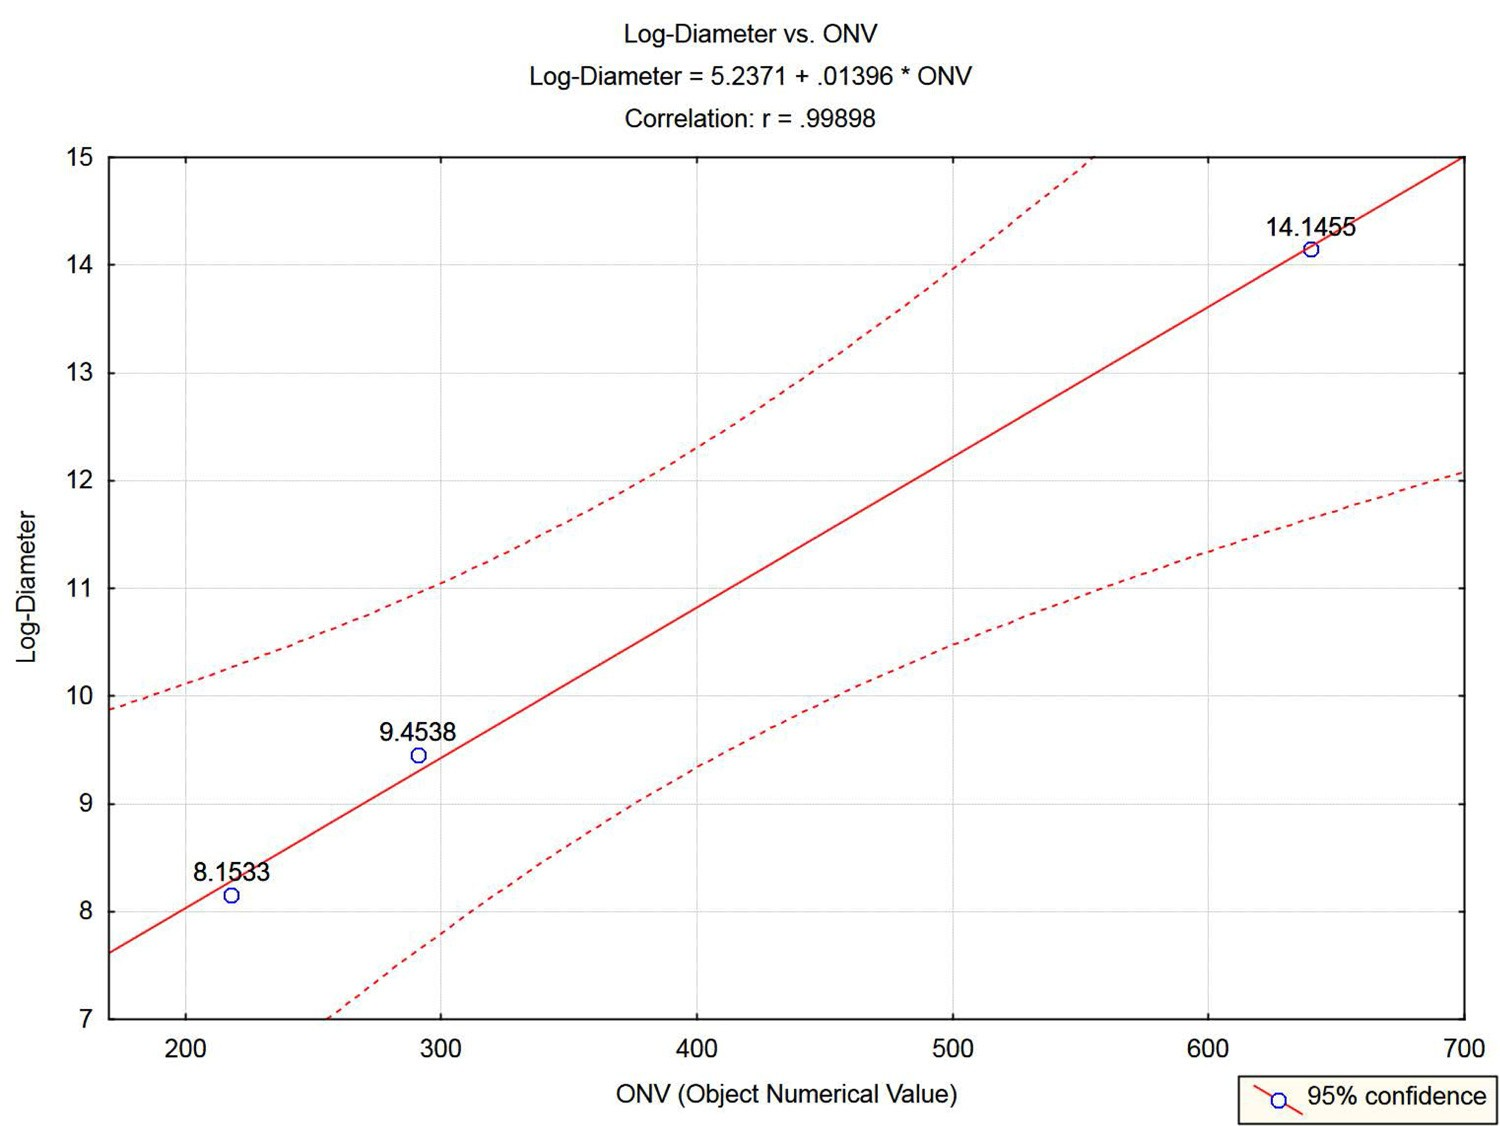 Log-Diameter vs. ONV
Log-Diameter = 5.2371 + .01396 * ONV
Correlation: r = .99898
15
14
13
12
11
10
9
8
7
Log-Diameter
14.1455
9.4538
8.1533
200 300 400 500 600 700
ONV (Object Numerical Value)
95% confidence